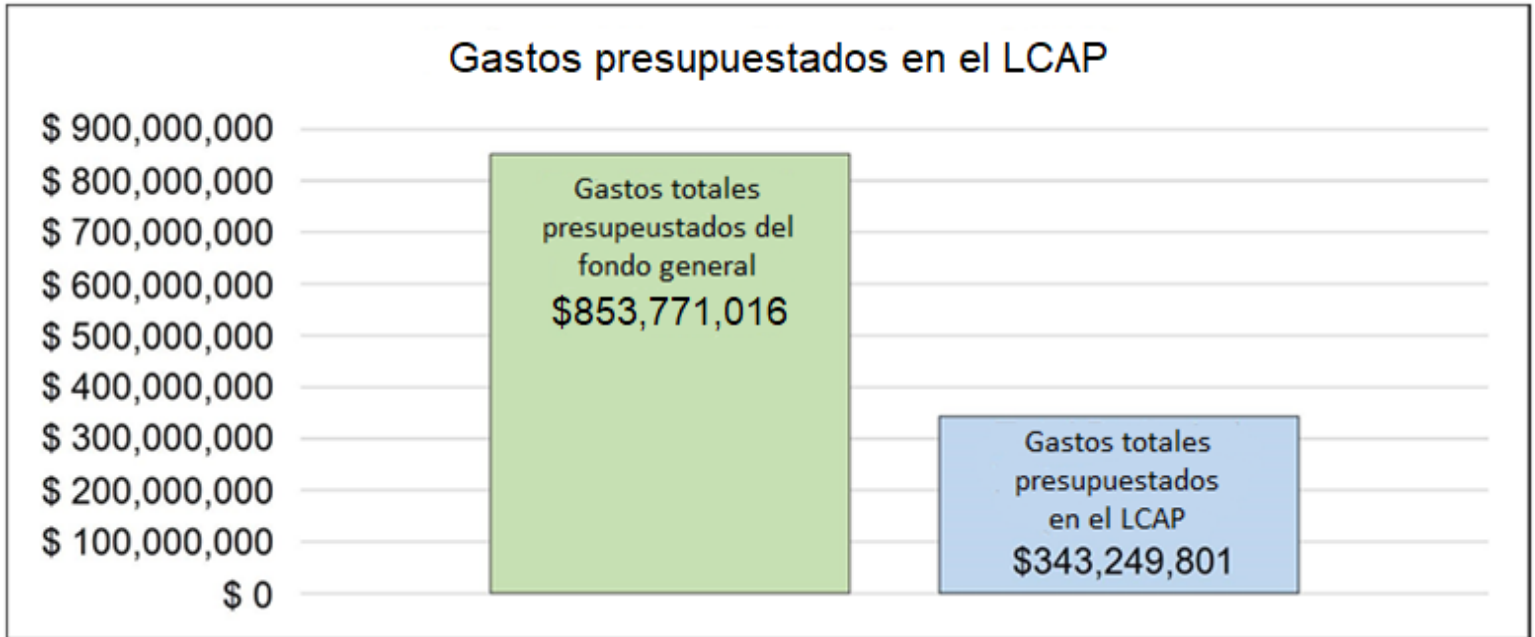 Gastos presupuestados en el LCAP
$ 900,000,000
$ 800,000,000
$ 700,000,000
$ 600,000,000
$ 500,000,000
$ 400,000,000
$ 300,000,000
$ 200,000,000
$ 100,000,000
$ 0
Gastos totales
presupeustados del
fondo general
$853,771,016
Gastos totales
presupuestados
en el LCAP
$343,249,801